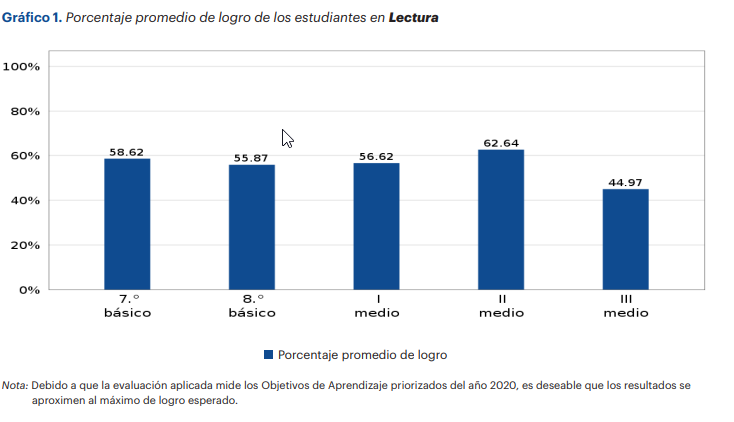 Gráfico 1. Porcentaje promedio de logro de los estudiantes en Lectura
100%
80%
60%
40%
20%
0%
58.62
55.87
56.62
62.64
44.97
7.° básico
8.° básico
I medio
II medio
III medio
Porcentaje promedio de logro
Nota: Debido a que la evaluación aplicada mide los Objetivos de Aprendizaje priorizados del año 2020, es deseable que los resultados se
aproximen al máximo de logro esperado.